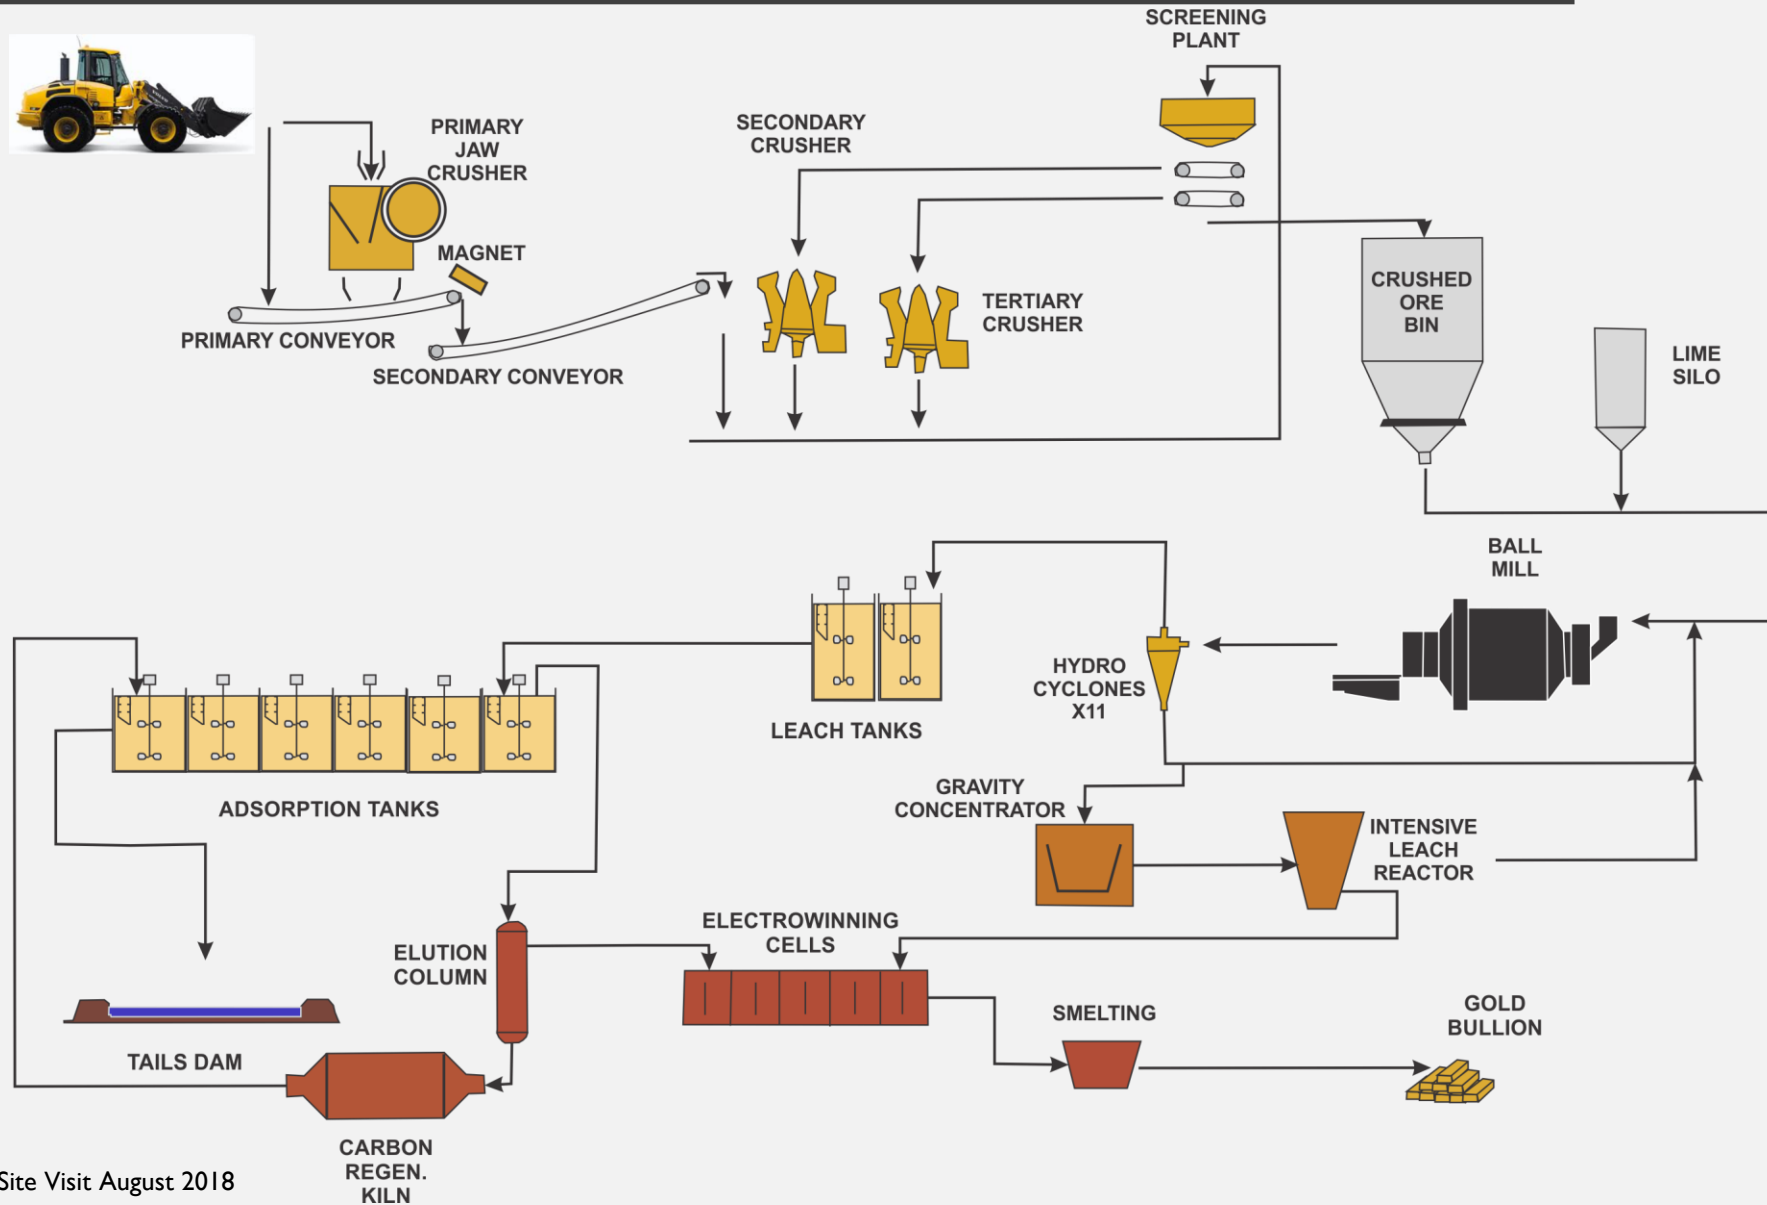 SCREENING
PLANT
PRIMARY
JAW
CRUSHER
SECONDARY
CRUSHER
MAGNET
PRIMARY CONVEYOR
SECONDARY CONVEYOR
TERTIARY
CRUSHER
CRUSHED
ORE
BIN
LIME
SILO
BALL
MILL
HYDRO
CYCLONES
X11
LEACH TANKS
ADSORPTION TANKS
GRAVITY
CONCENTRATOR
INTENSIVE
LEACH
REACTOR
ELECTROWINNING
CELLS
ELUTION
COLUMN
SMELTING
GOLD
BULLION
TAILS DAM
CARBON
REGEN.
KILN
Site Visit August 2018